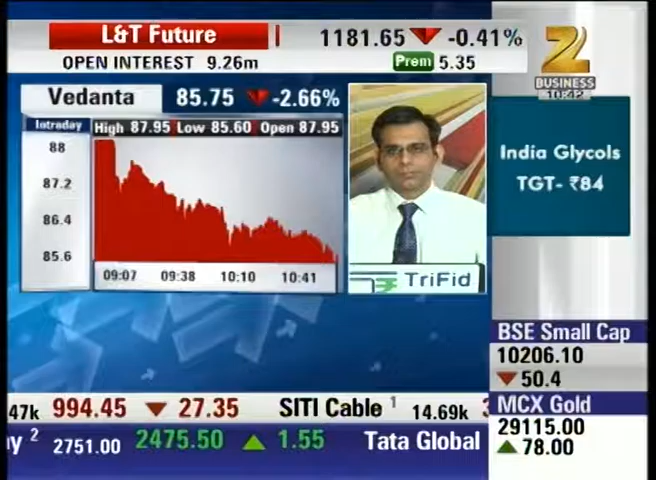 L&T Future
1181.65 -0.41%
OPEN INTEREST 9.26m
Prem 5.35
Z
BUSINESS
10:42
Vedanta 85.75 -2.66%
Intraday High 87.95 Low 85.60 Open 87.95
88
87.2
86.4
85.6
09:07 09:38 10:10 10:41
TriFid
India Glycols
TGT- ₹84
BSE Small Cap
10206.10
50.4
MCX Gold
29115.00
78.00
47k 994.45 27.35 SITI Cable 1 14.69k
y 2 2751.00 2475.50 1.55 Tata Global